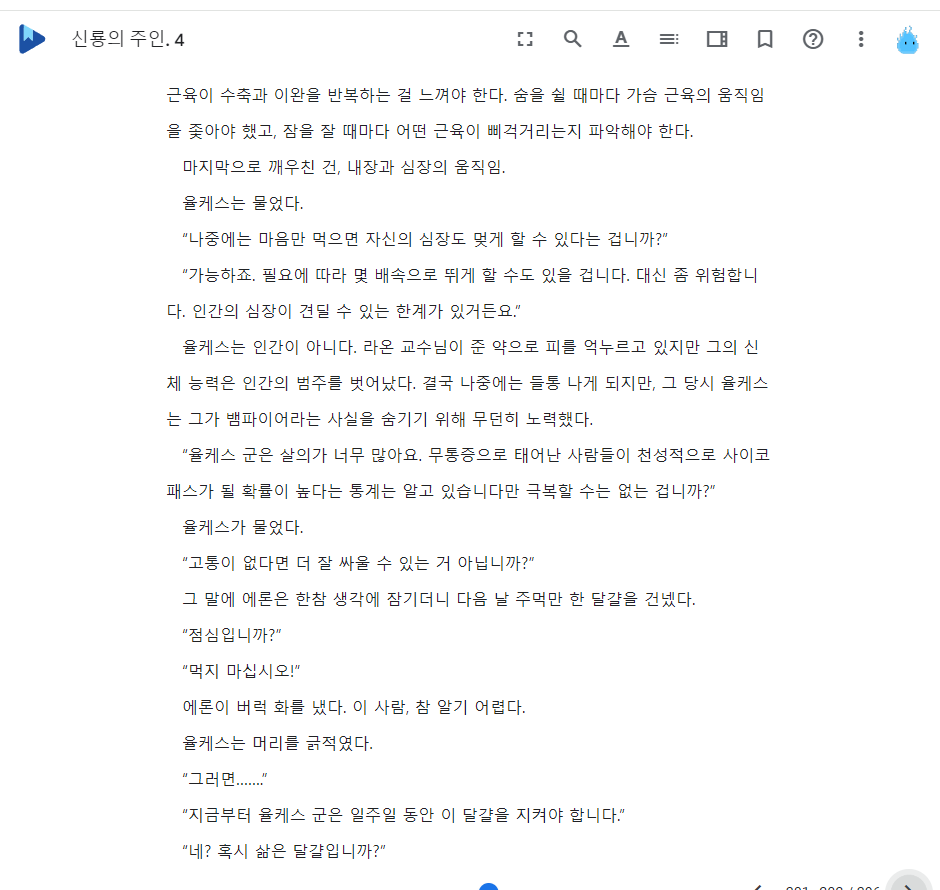 신룡의 주인. 4
근육이 수축과 이완을 반복하는 걸 느껴야 한다. 숨을 쉴 때마다 가슴 근육의 움직임
을 좇아야 했고, 잠을 잘 때마다 어떤 근육이 삐걱거리는지 파악해야 한다.
마지막으로 깨우친 건, 내장과 심장의 움직임.
율케스는 물었다.
“나중에는 마음만 먹으면 자신의 심장도 멎게 할 수 있다는 겁니까?”
“가능하죠. 필요에 따라 몇 배속으로 뛰게 할 수도 있을 겁니다. 대신 좀 위험합니
다. 인간의 심장이 견딜 수 있는 한계가 있거든요.”
율케스는 인간이 아니다. 라온 교수님이 준 약으로 피를 억누르고 있지만 그의 신
체 능력은 인간의 범주를 벗어났다. 결국 나중에는 들통 나게 되지만, 그 당시 율케스
는 그가 뱀파이어라는 사실을 숨기기 위해 무던히 노력했다.
“율케스 군은 살의가 너무 많아요. 무통증으로 태어난 사람들이 천성적으로 사이코
패스가 될 확률이 높다는 통계는 알고 있습니다만 극복할 수는 없는 겁니까?”
율케스가 물었다.
“고통이 없다면 더 잘 싸울 수 있는 거 아닙니까?”
그 말에 에론은 한참 생각에 잠기더니 다음 날 주먹만 한 달걀을 건넸다.
“점심입니까?”
“먹지 마십시오!”
에론이 버럭 화를 냈다. 이 사람, 참 알기 어렵다.
율케스는 머리를 긁적였다.
“그러면…….”
“지금부터 율케스 군은 일주일 동안 이 달걀을 지켜야 합니다.”
“네? 혹시 삶은 달걀입니까?”